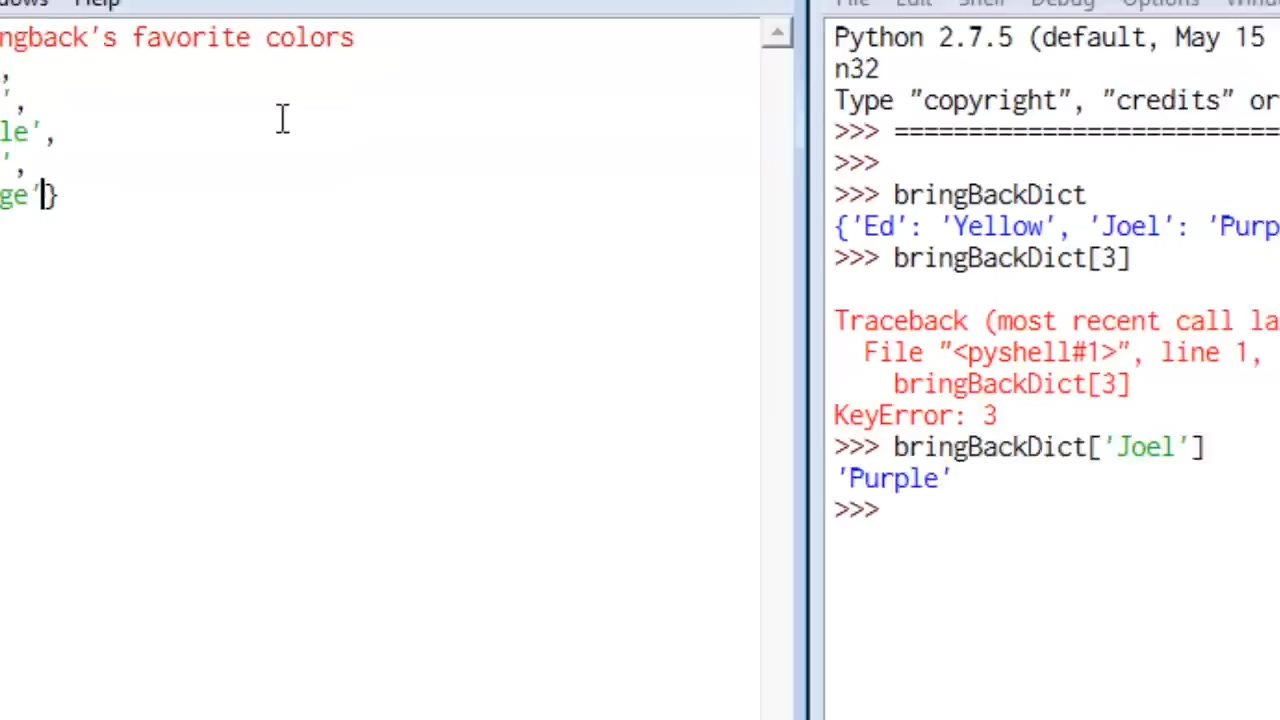 Help
ngback's favorite colors
,
',
le',
',
ge'}
File Edit Shell Debug Options
Python 2.7.5 (default, May 15
n32
Type "copyright", "credits" or
>>> ==========================
>>>
>>> bringBackDict
{'Ed': 'Yellow', 'Joel': 'Purp
>>> bringBackDict[3]
Traceback (most recent call la
File "<pyshell#1>", line 1,
bringBackDict[3]
KeyError: 3
>>> bringBackDict['Joel']
'Purple'
>>>